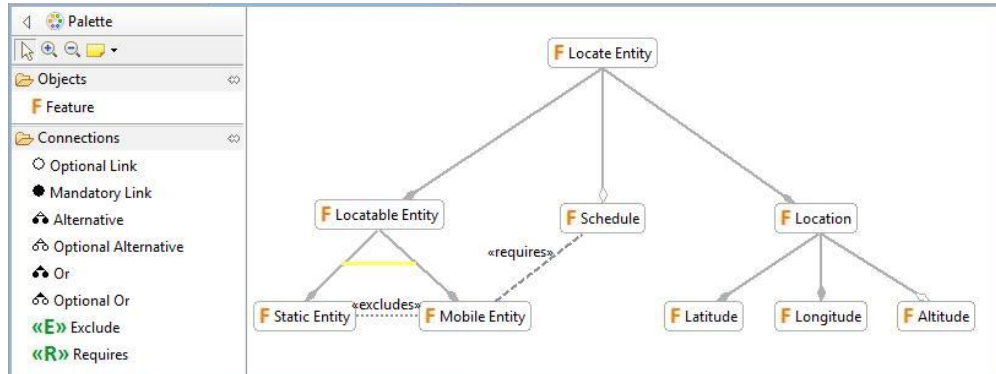 Palette
Objects
F Feature
Connections
Optional Link
Mandatory Link
Alternative
Optional Alternative
Or
Optional Or
«E» Exclude
«R» Requires
F Locate Entity
F Locatable Entity
F Schedule
F Location
«requires»
«excludes»
F Static Entity
F Mobile Entity
F Latitude
F Longitude
F Altitude